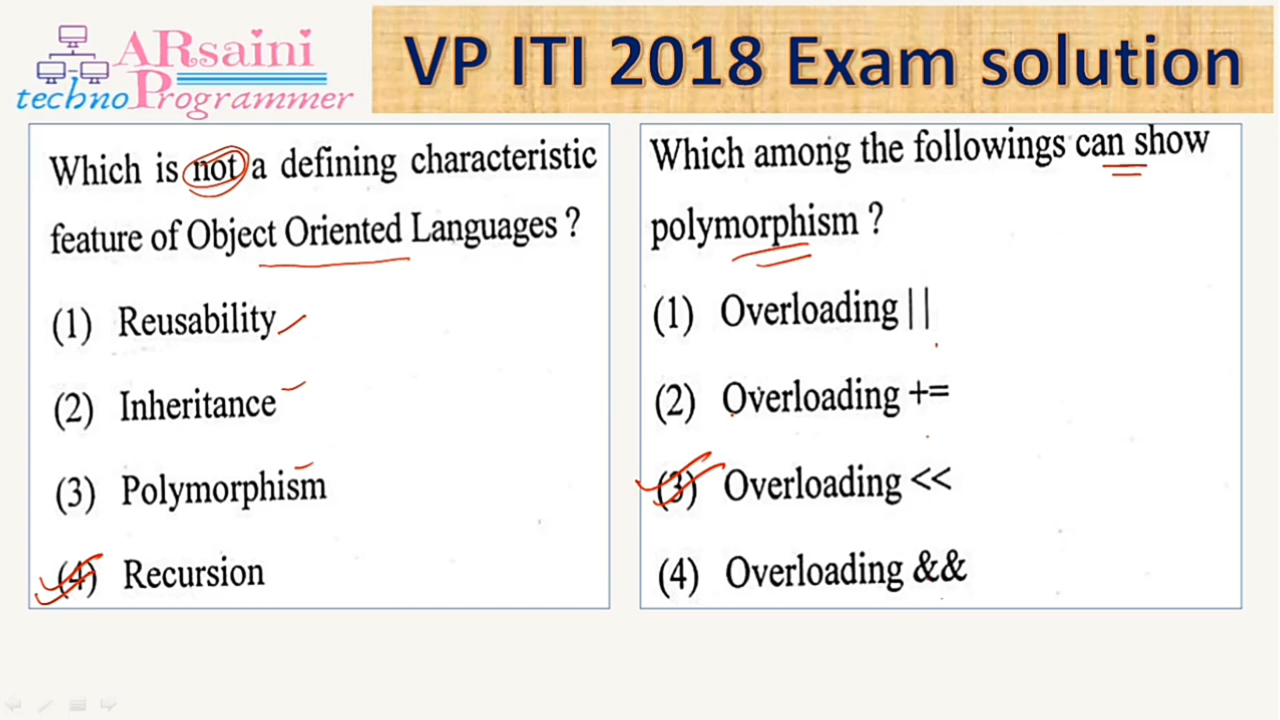 ARsaini
techno Programmer
VP ITI 2018 Exam solution
Which is not a defining characteristic
feature of Object Oriented Languages ?
(1) Reusability
(2) Inheritance
(3) Polymorphism
(4) Recursion
Which among the followings can show
polymorphism ?
(1) Overloading ||
(2) Overloading +=
(3) Overloading <<
(4) Overloading &&